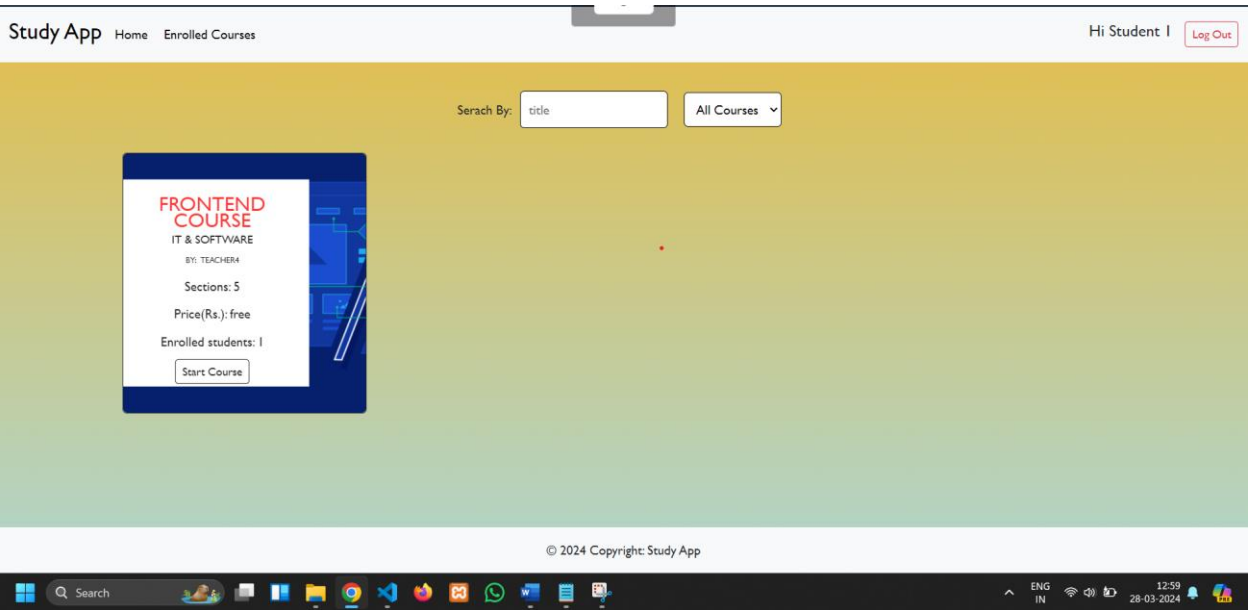 Study App Home Enrolled Courses Hi Student 1 Log Out
Serach By: title All Courses
FRONTEND
COURSE
IT & SOFTWARE
BY: TEACHER4
Sections: 5
Price(Rs.): free
Enrolled students: 1
Start Course
© 2024 Copyright: Study App
Search ENG 12:59
IN 28-03-2024